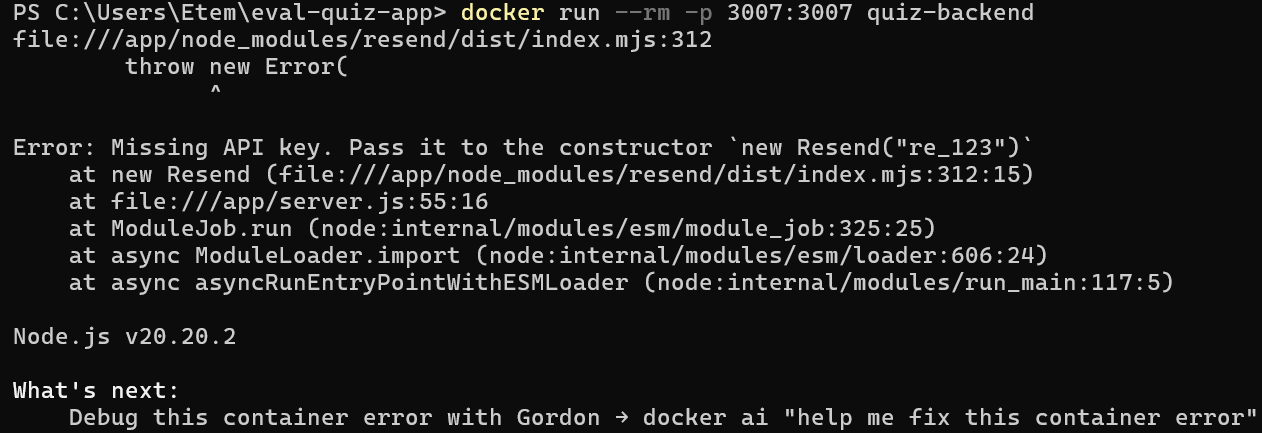 PS C:\Users\Etem\eval-quiz-app> docker run --rm -p 3007:3007 quiz-backend
file:///app/node_modules/resend/dist/index.mjs:312
        throw new Error(
              ^

Error: Missing API key. Pass it to the constructor `new Resend("re_123")`
    at new Resend (file:///app/node_modules/resend/dist/index.mjs:312:15)
    at file:///app/server.js:55:16
    at ModuleJob.run (node:internal/modules/esm/module_job:325:25)
    at async ModuleLoader.import (node:internal/modules/esm/loader:606:24)
    at async asyncRunEntryPointWithESMLoader (node:internal/modules/run_main:117:5)

Node.js v20.20.2

What's next:
    Debug this container error with Gordon → docker ai "help me fix this container error"